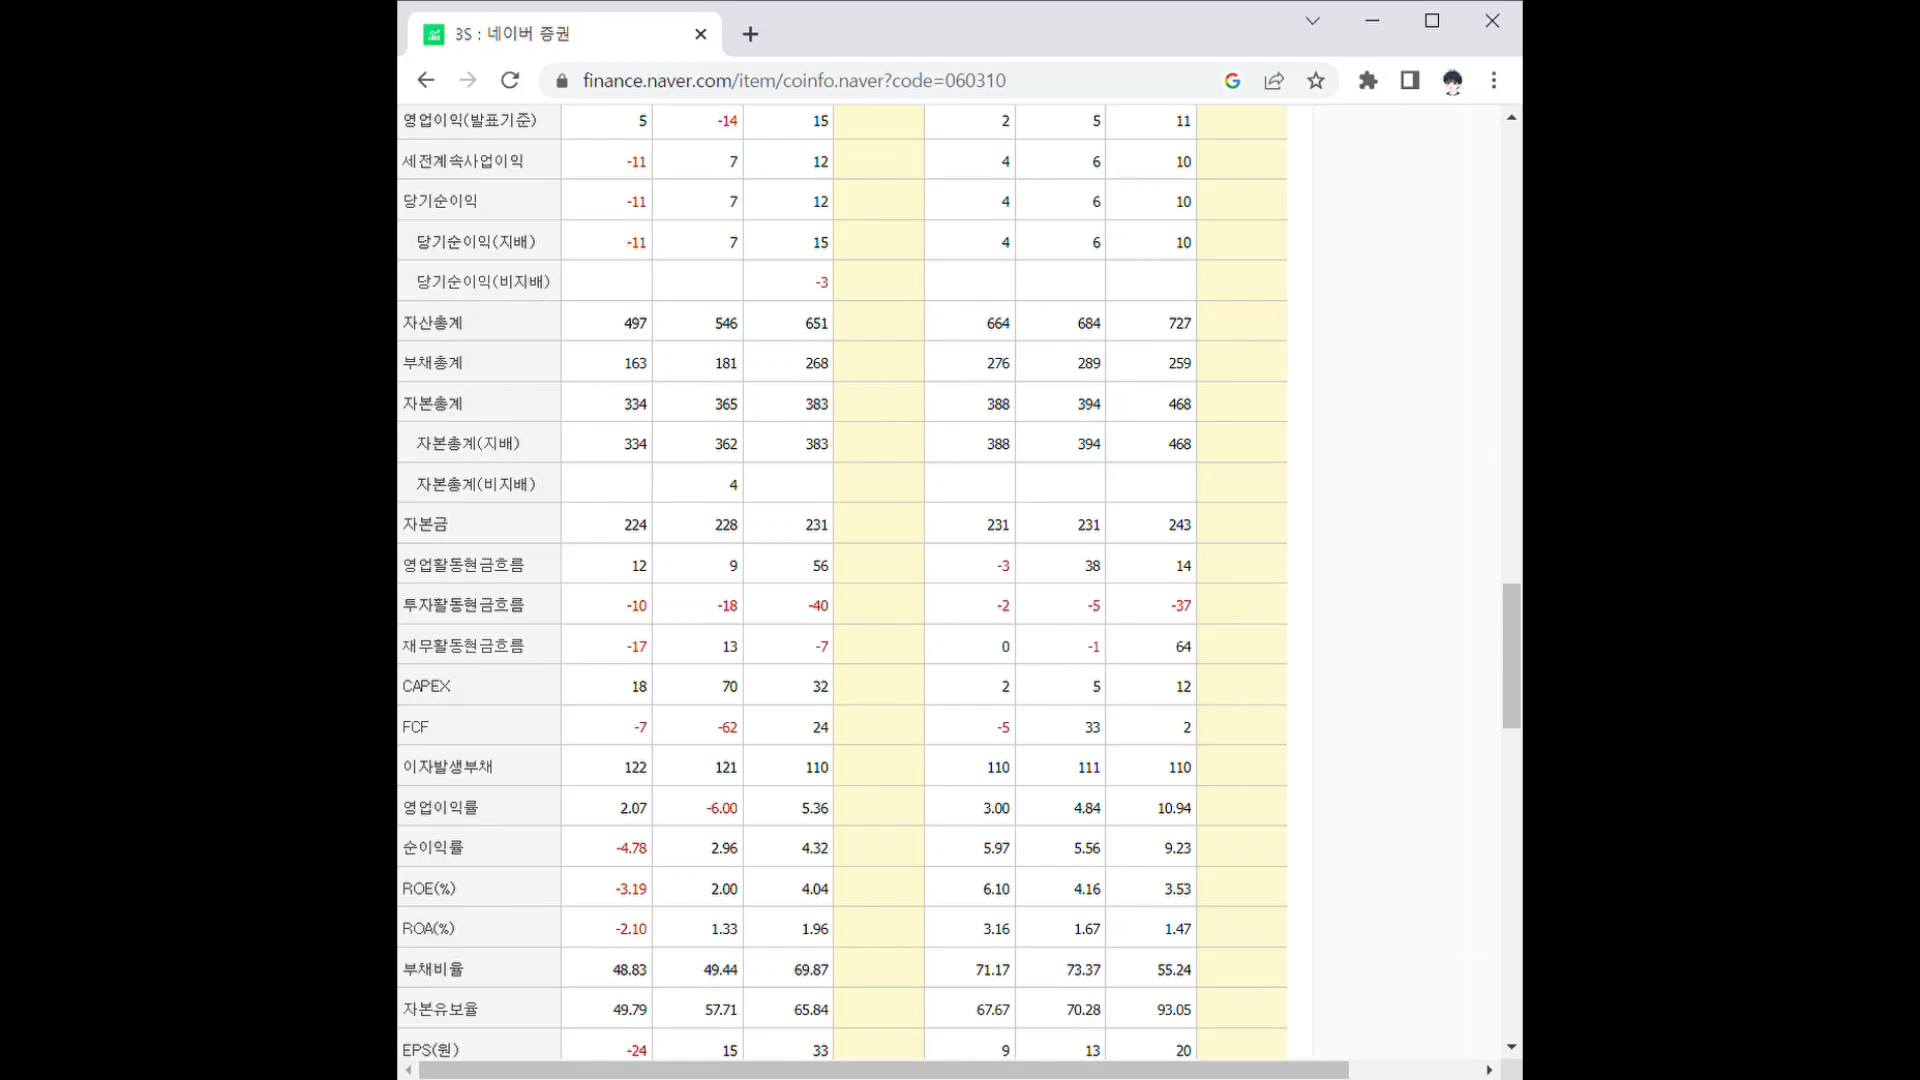 3S : 네이버 증권
finance.naver.com/item/coinfo.naver?code=060310
영업이익(발표기준) 5 -14 15 2 5 11
세전계속사업이익 -11 7 12 4 6 10
당기순이익 -11 7 12 4 6 10
당기순이익(지배) -11 7 15 4 6 10
당기순이익(비지배) -3
자산총계 497 546 651 664 684 727
부채총계 163 181 268 276 289 259
자본총계 334 365 383 388 394 468
자본총계(지배) 334 362 383 388 394 468
자본총계(비지배) 4
자본금 224 228 231 231 231 243
영업활동현금흐름 12 9 56 -3 38 14
투자활동현금흐름 -10 -18 -40 -2 -5 -37
재무활동현금흐름 -17 13 -7 0 -1 64
CAPEX 18 70 32 2 5 12
FCF -7 -62 24 -5 33 2
이자발생부채 122 121 110 110 111 110
영업이익률 2.07 -6.00 5.36 3.00 4.84 10.94
순이익률 -4.78 2.96 4.32 5.97 5.56 9.23
ROE(%) -3.19 2.00 4.04 6.10 4.16 3.53
ROA(%) -2.10 1.33 1.96 3.16 1.67 1.47
부채비율 48.83 49.44 69.87 71.17 73.37 55.24
자본유보율 49.79 57.71 65.84 67.67 70.28 93.05
EPS(원) -24 15 33 9 13 20